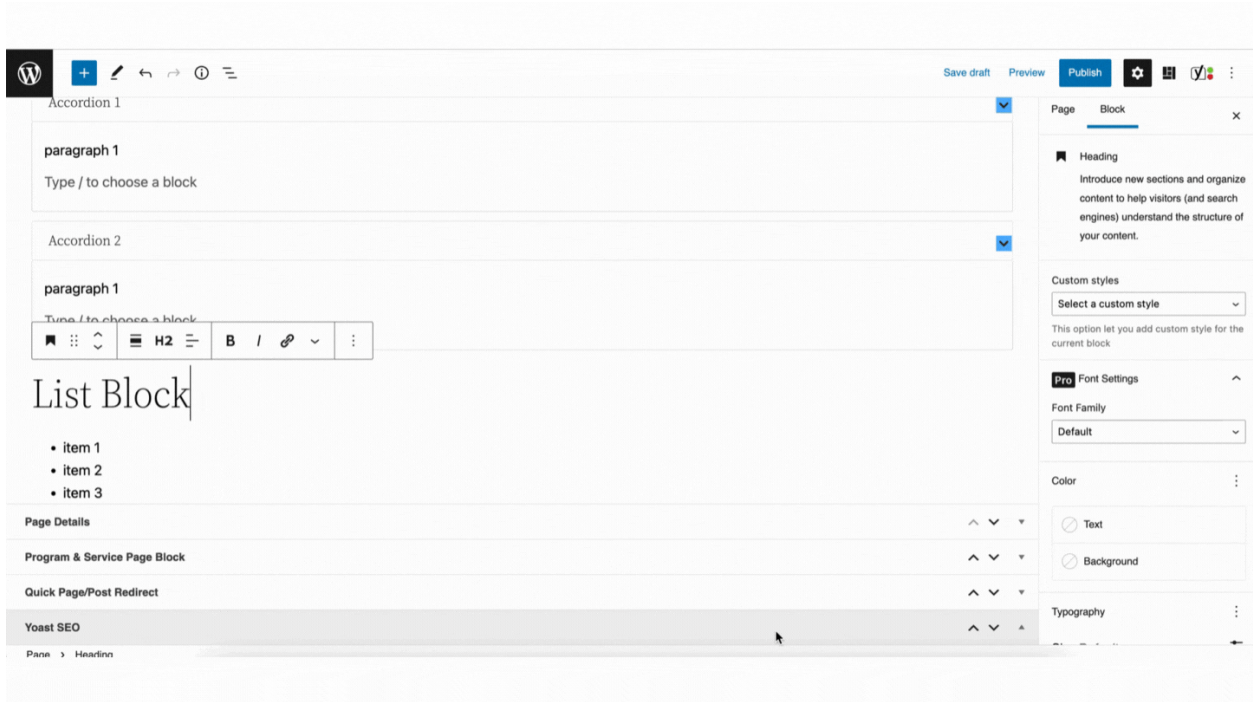 Save draft Preview Publish
Accordion 1
paragraph 1
Type / to choose a block
Accordion 2
paragraph 1
Type / to choose a block
H2 B I
List Block
• item 1
• item 2
• item 3
Page Details
Program & Service Page Block
Quick Page/Post Redirect
Yoast SEO
Page > Heading
Page Block
Heading
Introduce new sections and organize
content to help visitors (and search
engines) understand the structure of
your content.
Custom styles
Select a custom style
This option let you add custom style for the
current block
Pro Font Settings
Font Family
Default
Color
Text
Background
Typography